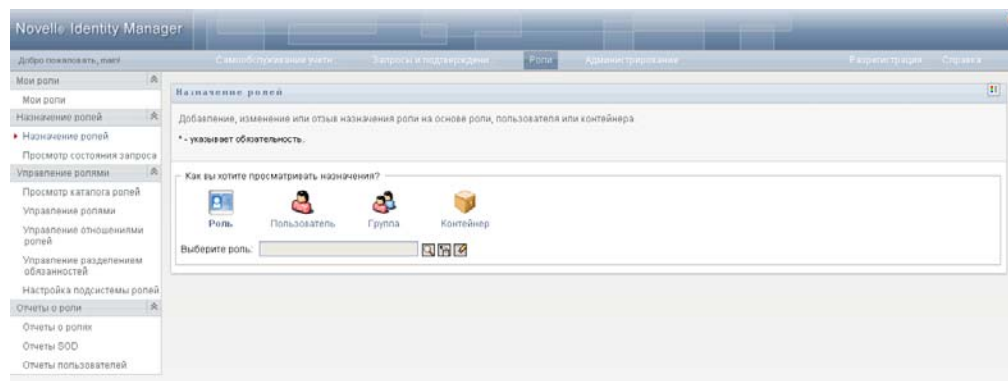 Novell® Identity Manager
Добро пожаловать,
Самообслуживание учетн... Запросы и подтвержден... Роли Администрирование Разрегистрация Справка
Мои роли
Мои роли
Назначение ролей
Назначение ролей
Просмотр состояния запроса
Управление ролями
Просмотр каталога ролей
Управление ролями
Управление отношениями
ролей
Управление разделением
обязанностей
Настройка подсистемы ролей
Отчеты о роли
Отчеты о ролях
Отчеты SOD
Отчеты пользователей
Назначение ролей
Добавление, изменение или отзыв назначения роли на основе роли, пользователя или контейнера
* - указывает обязательность.
Как вы хотите просматривать назначения?
Роль Пользователь Группа Контейнер
Выберите роль: